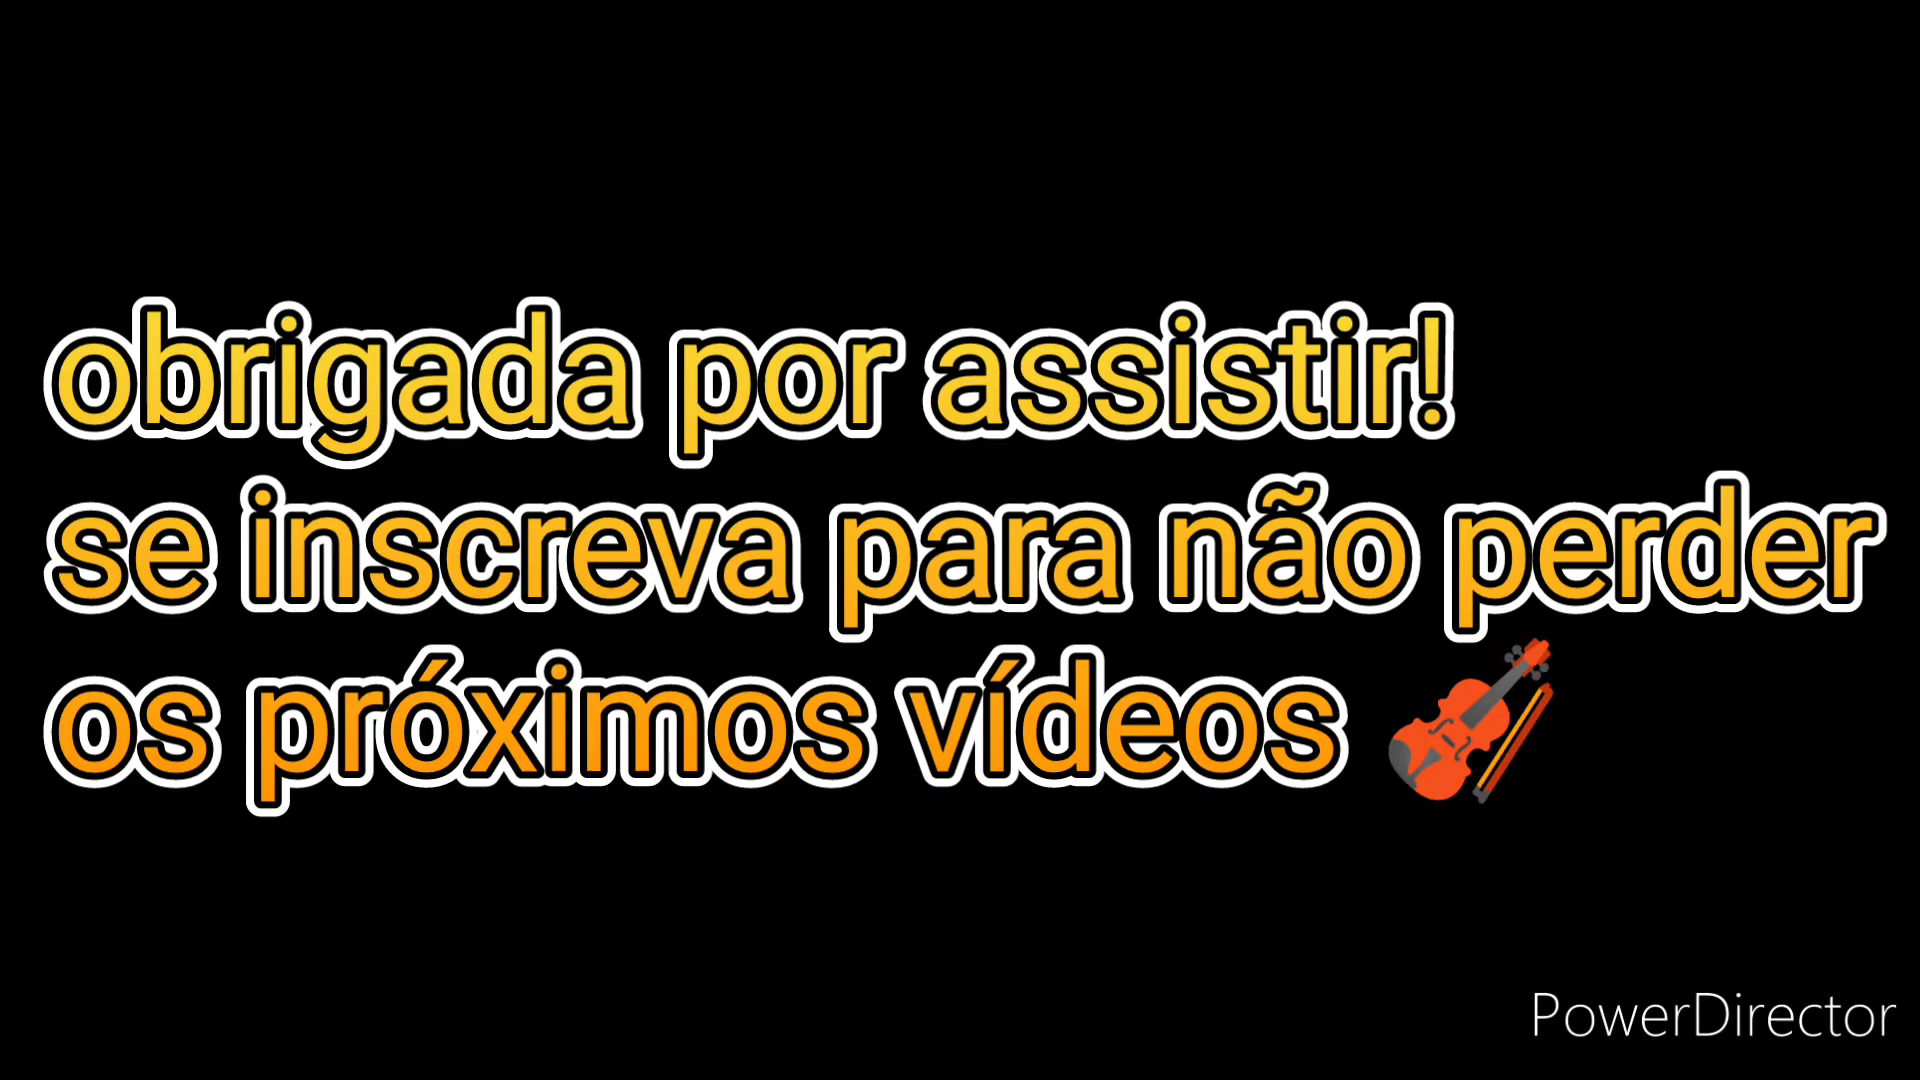 obrigada por assistir!
se inscreva para não perder
os próximos vídeos 🎻
PowerDirector